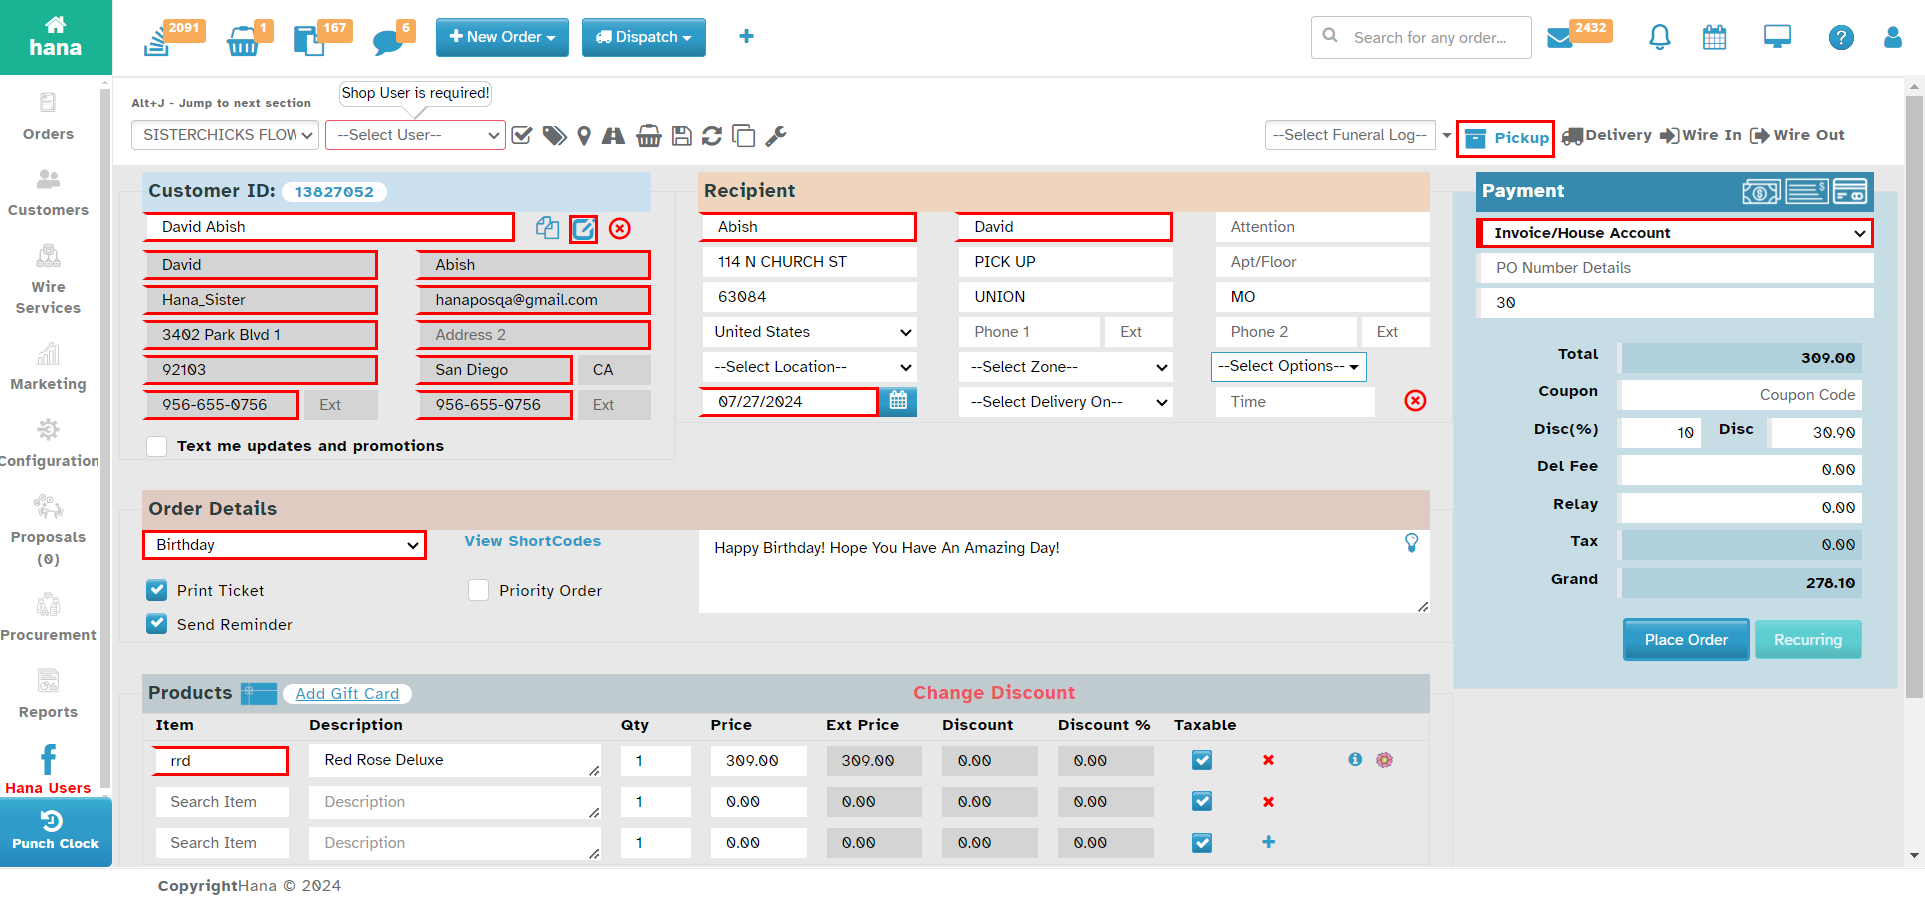 hana
2091
1
167
6
New Order
Dispatch
Search for any order...
2432
Orders
Customers
Wire
Services
Marketing
Configuration
Proposals
(0)
Procurement
Reports
Hana Users
Punch Clock
Alt+J - Jump to next section
Shop User is required!
SISTERCHICKS FLOW
--Select User--
--Select Funeral Log--
Pickup
Delivery
Wire In
Wire Out
Customer ID: 13827052
David Abish
David
Abish
Hana_Sister
hanaposqa@gmail.com
3402 Park Blvd 1
Address 2
92103
San Diego
CA
956-655-0756
Ext
956-655-0756
Ext
Text me updates and promotions
Recipient
Abish
David
Attention
114 N CHURCH ST
PICK UP
Apt/Floor
63084
UNION
MO
United States
Phone 1
Ext
Phone 2
Ext
--Select Location--
--Select Zone--
--Select Options--
07/27/2024
--Select Delivery On--
Time
Payment
Invoice/House Account
PO Number Details
30
Total 309.00
Coupon Coupon Code
Disc(%) 10 Disc 30.90
Del Fee 0.00
Relay 0.00
Tax 0.00
Grand 278.10
Place Order
Recurring
Order Details
Birthday
View ShortCodes
Happy Birthday! Hope You Have An Amazing Day!
Print Ticket
Priority Order
Send Reminder
Products
Add Gift Card
Change Discount
Item Description Qty Price Ext Price Discount Discount % Taxable
rrd Red Rose Deluxe 1 309.00 309.00 0.00 0.00
Search Item Description 1 0.00 0.00 0.00 0.00
Search Item Description 1 0.00 0.00 0.00 0.00
CopyrightHana © 2024